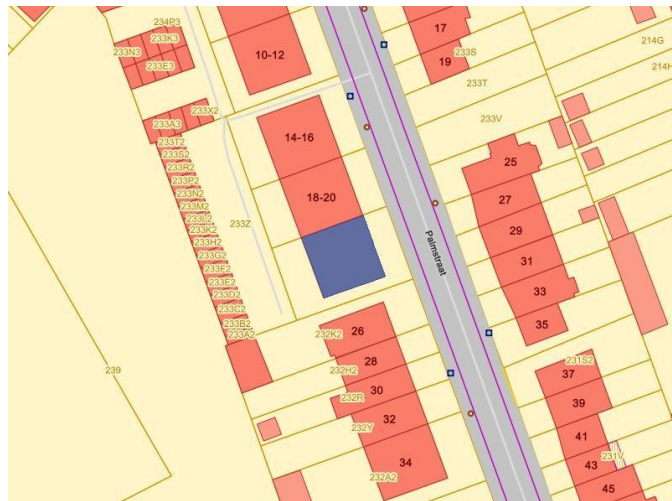 234P3
233K3
233N3
233E3
10-12
17
233S
19
214G
214H
233T
233X2
233A3
233V
14-16
233T2
233S2
233R2
233P2
233N2
233M2
233L2
233K2
233H2
233G2
233F2
233E2
233D2
233C2
233B2
233A2
25
18-20
27
233Z
29
Palmstraat
31
33
35
26
232K2
28
232H2
30
232R
32
232Y
34
232A2
239
231S2
37
39
41
231V
43
45